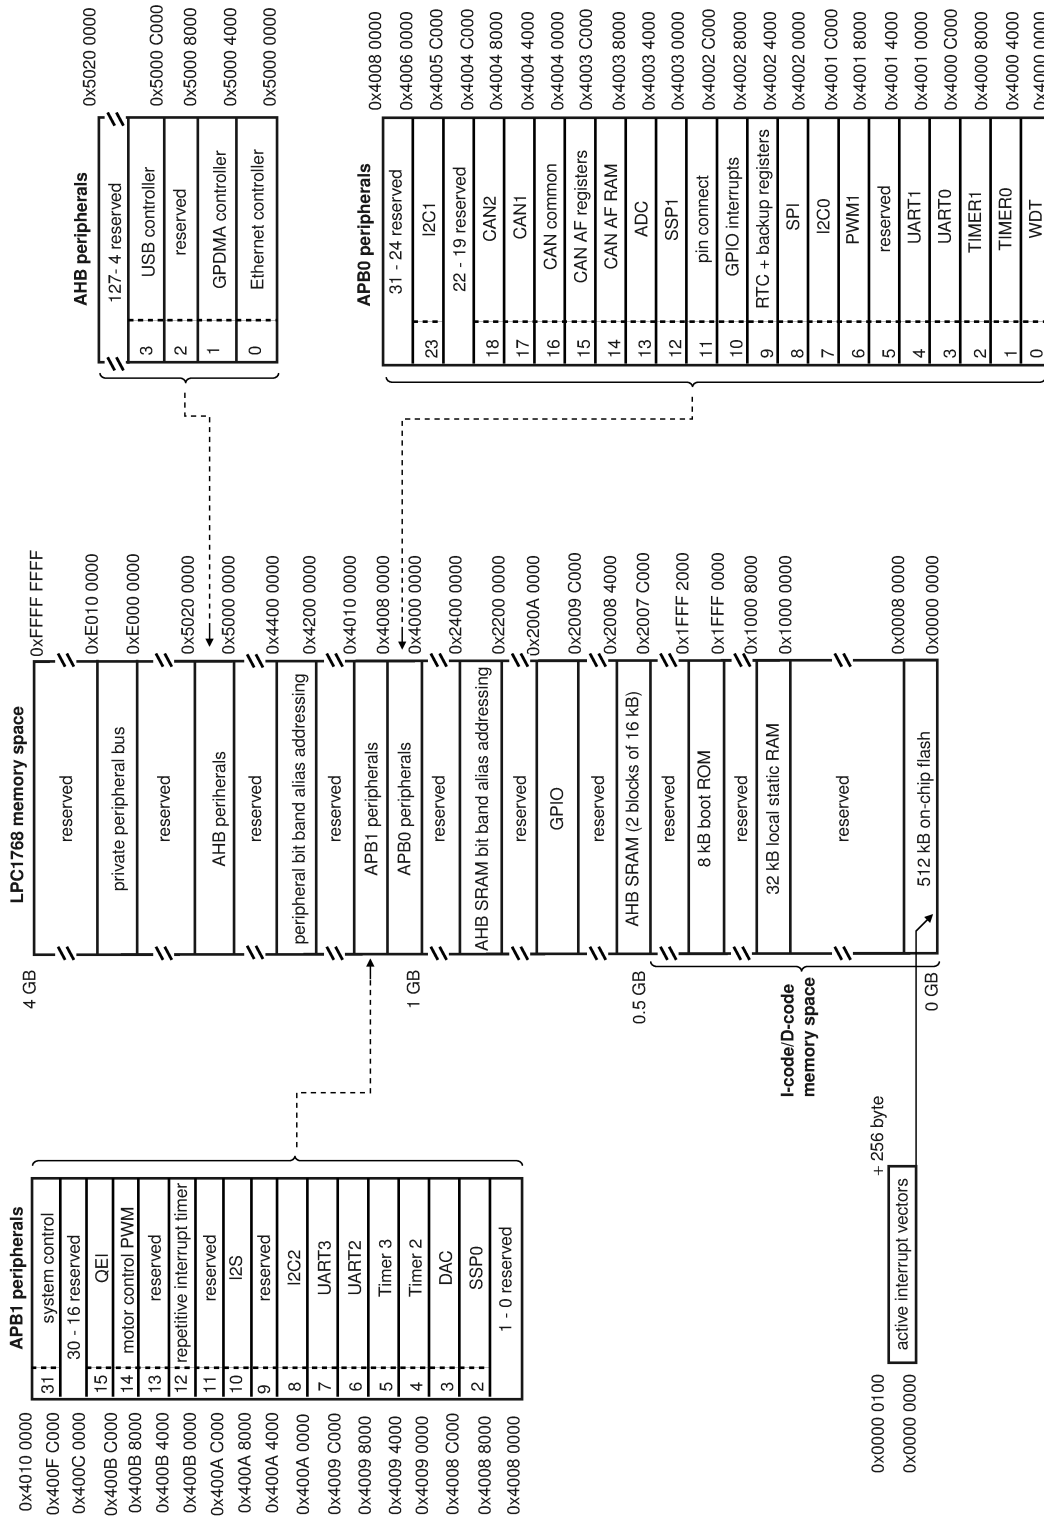 LPC1768 memory space
APB1 peripherals
0x4010 0000
31 system control
0x400F C000
30 - 16 reserved
0x400C 0000
15 QEI
0x400B C000
14 motor control PWM
0x400B 8000
13 reserved
0x400B 4000
12 repetitive interrupt timer
0x400B 0000
11 reserved
0x400A C000
10 I2S
0x400A 8000
9 reserved
0x400A 4000
8 I2C2
0x400A 0000
7 UART3
0x4009 C000
6 UART2
0x4009 8000
5 Timer 3
0x4009 4000
4 Timer 2
0x4009 0000
3 DAC
0x4008 C000
2 SSP0
0x4008 8000
1 - 0 reserved
0x4008 0000
4 GB
0xFFFF FFFF
reserved
0xE010 0000
private peripheral bus
0xE000 0000
reserved
0x5020 0000
AHB periherals
0x5000 0000
reserved
0x4400 0000
peripheral bit band alias addressing
0x4200 0000
reserved
0x4010 0000
APB1 peripherals
0x4008 0000
APB0 peripherals
1 GB
0x4000 0000
reserved
0x2400 0000
AHB SRAM bit band alias addressing
0x2200 0000
reserved
0x200A 0000
GPIO
0x2009 C000
reserved
0x2008 4000
AHB SRAM (2 blocks of 16 kB)
0.5 GB
0x2007 C000
reserved
0x1FFF 2000
8 kB boot ROM
0x1FFF 0000
reserved
0x1000 8000
32 kB local static RAM
0x1000 0000
reserved
0x0008 0000
512 kB on-chip flash
0 GB
0x0000 0000
I-code/D-code
memory space
+ 256 byte
0x0000 0100
active interrupt vectors
0x0000 0000
AHB peripherals
0x5020 0000
127- 4 reserved
0x5000 C000
3 USB controller
0x5000 8000
2 reserved
0x5000 4000
1 GPDMA controller
0x5000 0000
0 Ethernet controller
APB0 peripherals
0x4008 0000
31 - 24 reserved
0x4006 0000
23 I2C1
0x4005 C000
22 - 19 reserved
0x4004 C000
18 CAN2
0x4004 8000
17 CAN1
0x4004 4000
16 CAN common
0x4004 0000
15 CAN AF registers
0x4003 C000
14 CAN AF RAM
0x4003 8000
13 ADC
0x4003 4000
12 SSP1
0x4003 0000
11 pin connect
0x4002 C000
10 GPIO interrupts
0x4002 8000
9 RTC + backup registers
0x4002 4000
8 SPI
0x4002 0000
7 I2C0
0x4001 C000
6 PWM1
0x4001 8000
5 reserved
0x4001 4000
4 UART1
0x4001 0000
3 UART0
0x4000 C000
2 TIMER1
0x4000 8000
1 TIMER0
0x4000 4000
0 WDT
0x4000 0000